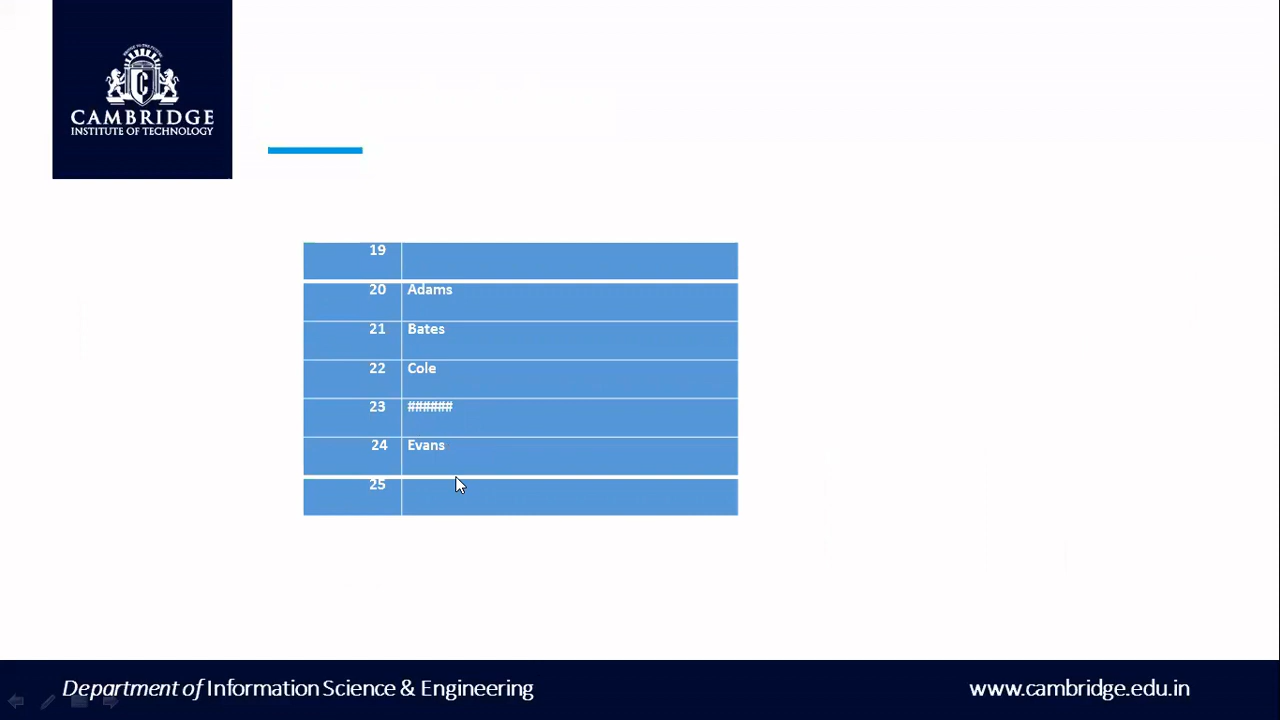 CAMBRIDGE
INSTITUTE OF TECHNOLOGY
19
20 Adams
21 Bates
22 Cole
23 ######
24 Evans
25
Department of Information Science & Engineering
www.cambridge.edu.in